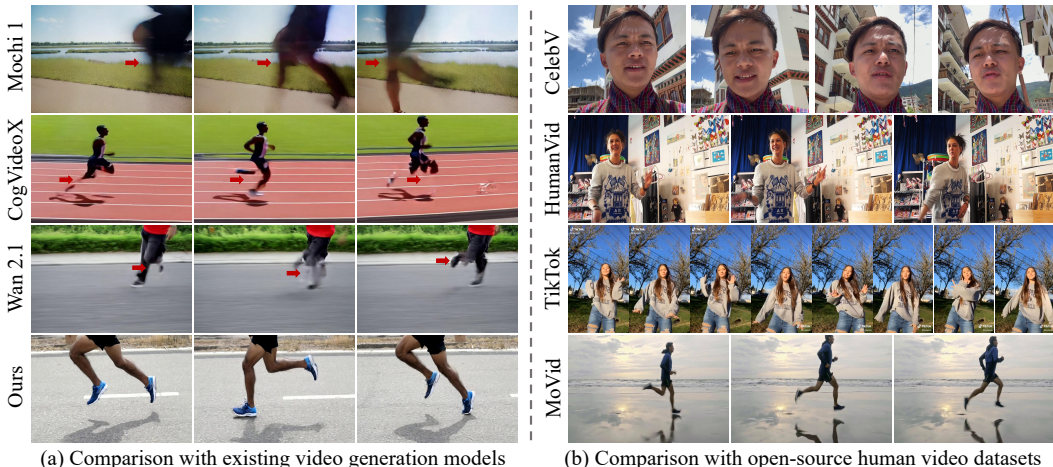 Mochi 1
CogVideoX
Wan 2.1
Ours
(a) Comparison with existing video generation models
CelebV
HumanVid
TikTok
MoVid
(b) Comparison with open-source human video datasets